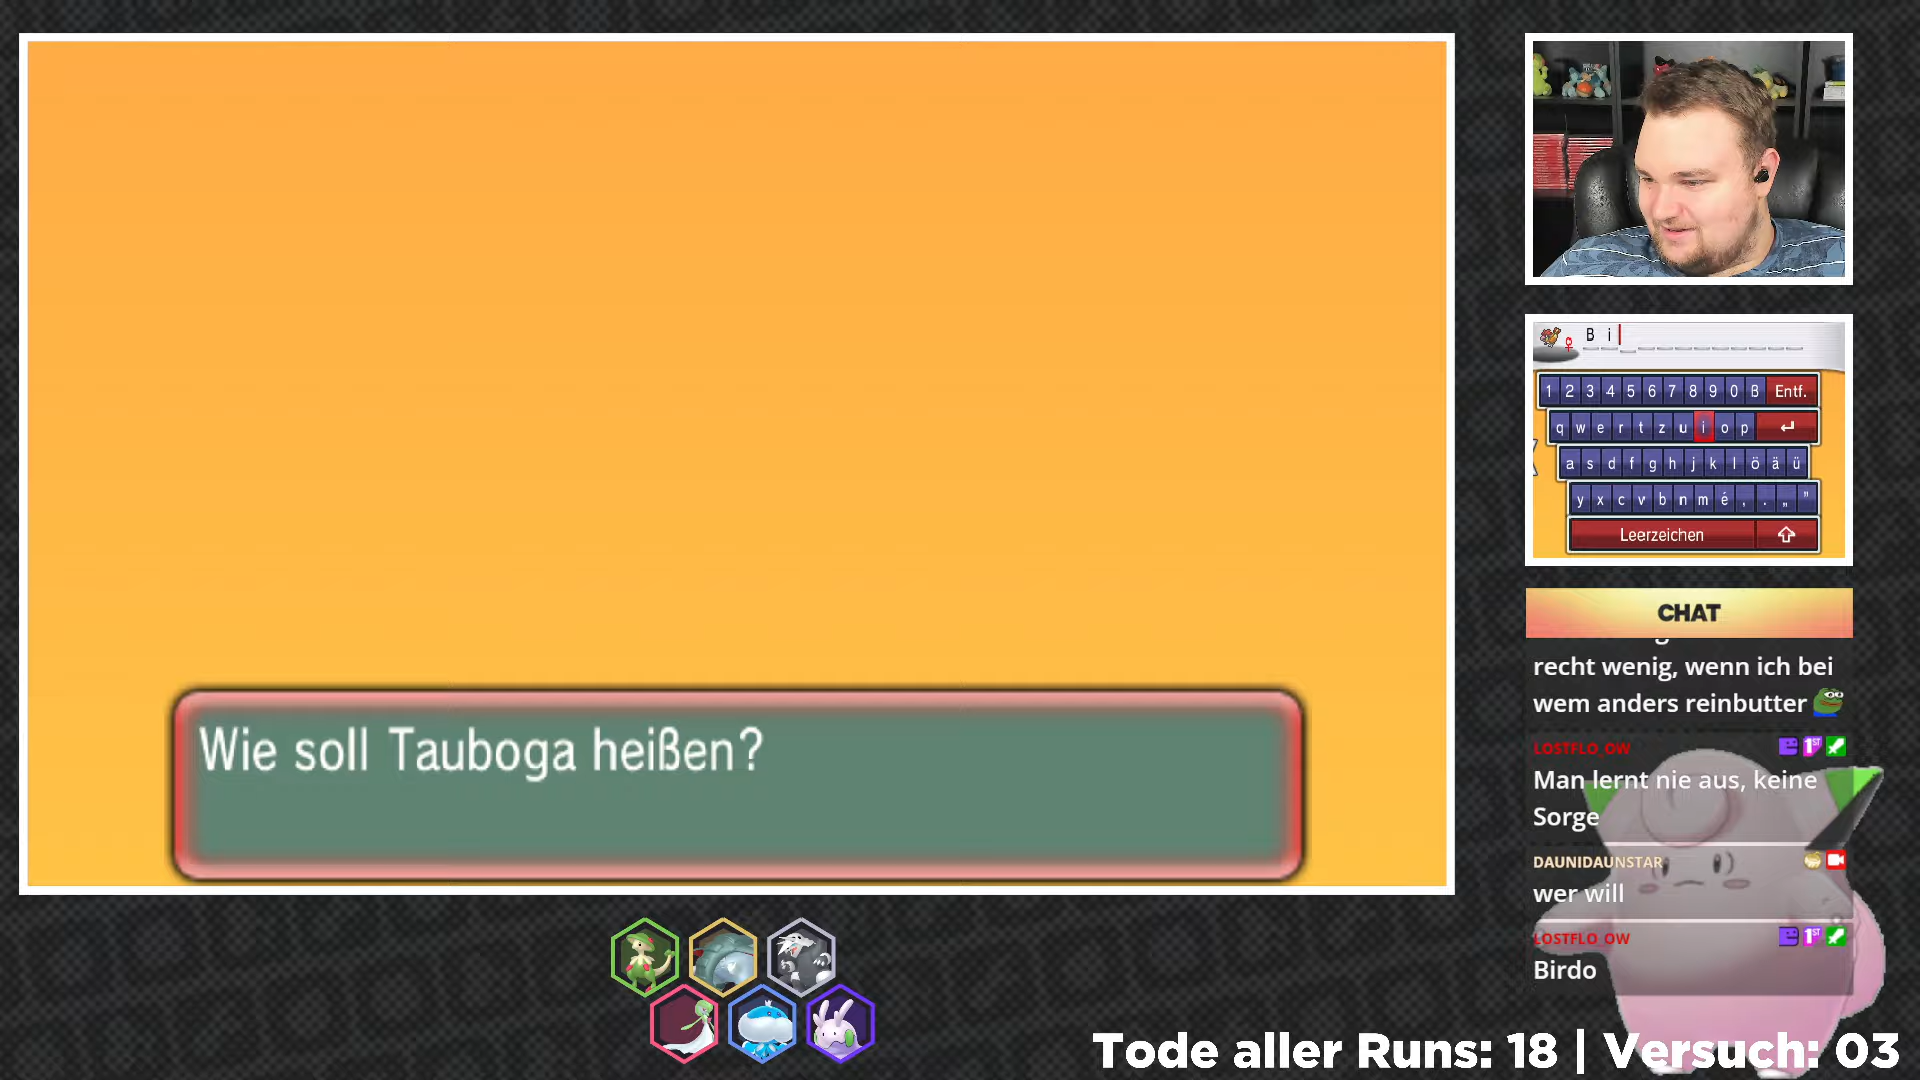 Wie soll Tauboga heißen?
B i
1 2 3 4 5 6 7 8 9 0 ß Entf.
q w e r t z u i o p
a s d f g h j k l ö ä ü
y x c v b n m é , . „ ”
Leerzeichen
CHAT
recht wenig, wenn ich bei
wem anders reinbutter
LOSTFLO_OW 1ST
Man lernt nie aus, keine
Sorge
DAUNIDAUNSTAR
wer will
LOSTFLO_OW 1ST
Birdo
Tode aller Runs: 18 | Versuch: 03